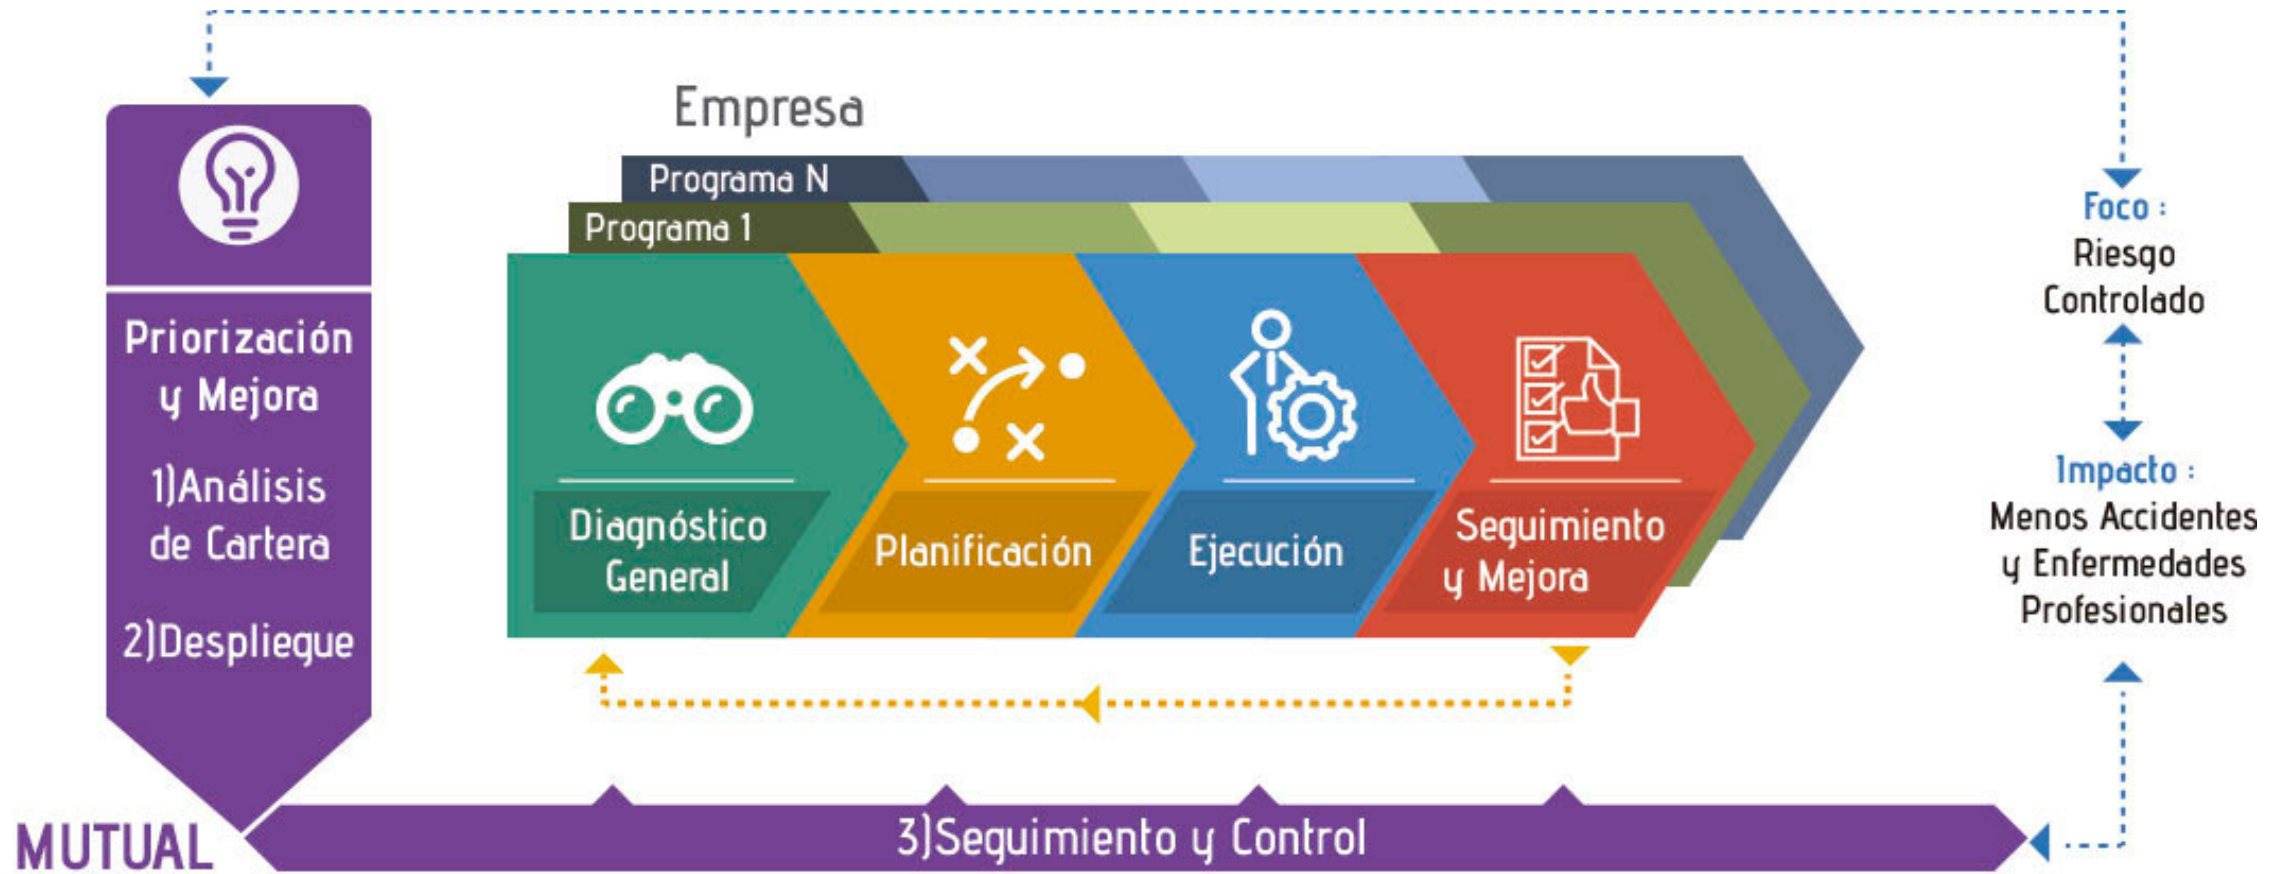 Empresa
Programa N
Programa 1
Priorización
y Mejora
1)Análisis
de Cartera
2)Despliegue
Diagnóstico
General
Planificación
Ejecución
Seguimiento
y Mejora
Foco :
Riesgo
Controlado
Impacto :
Menos Accidentes
y Enfermedades
Profesionales
MUTUAL
3)Seguimiento y Control